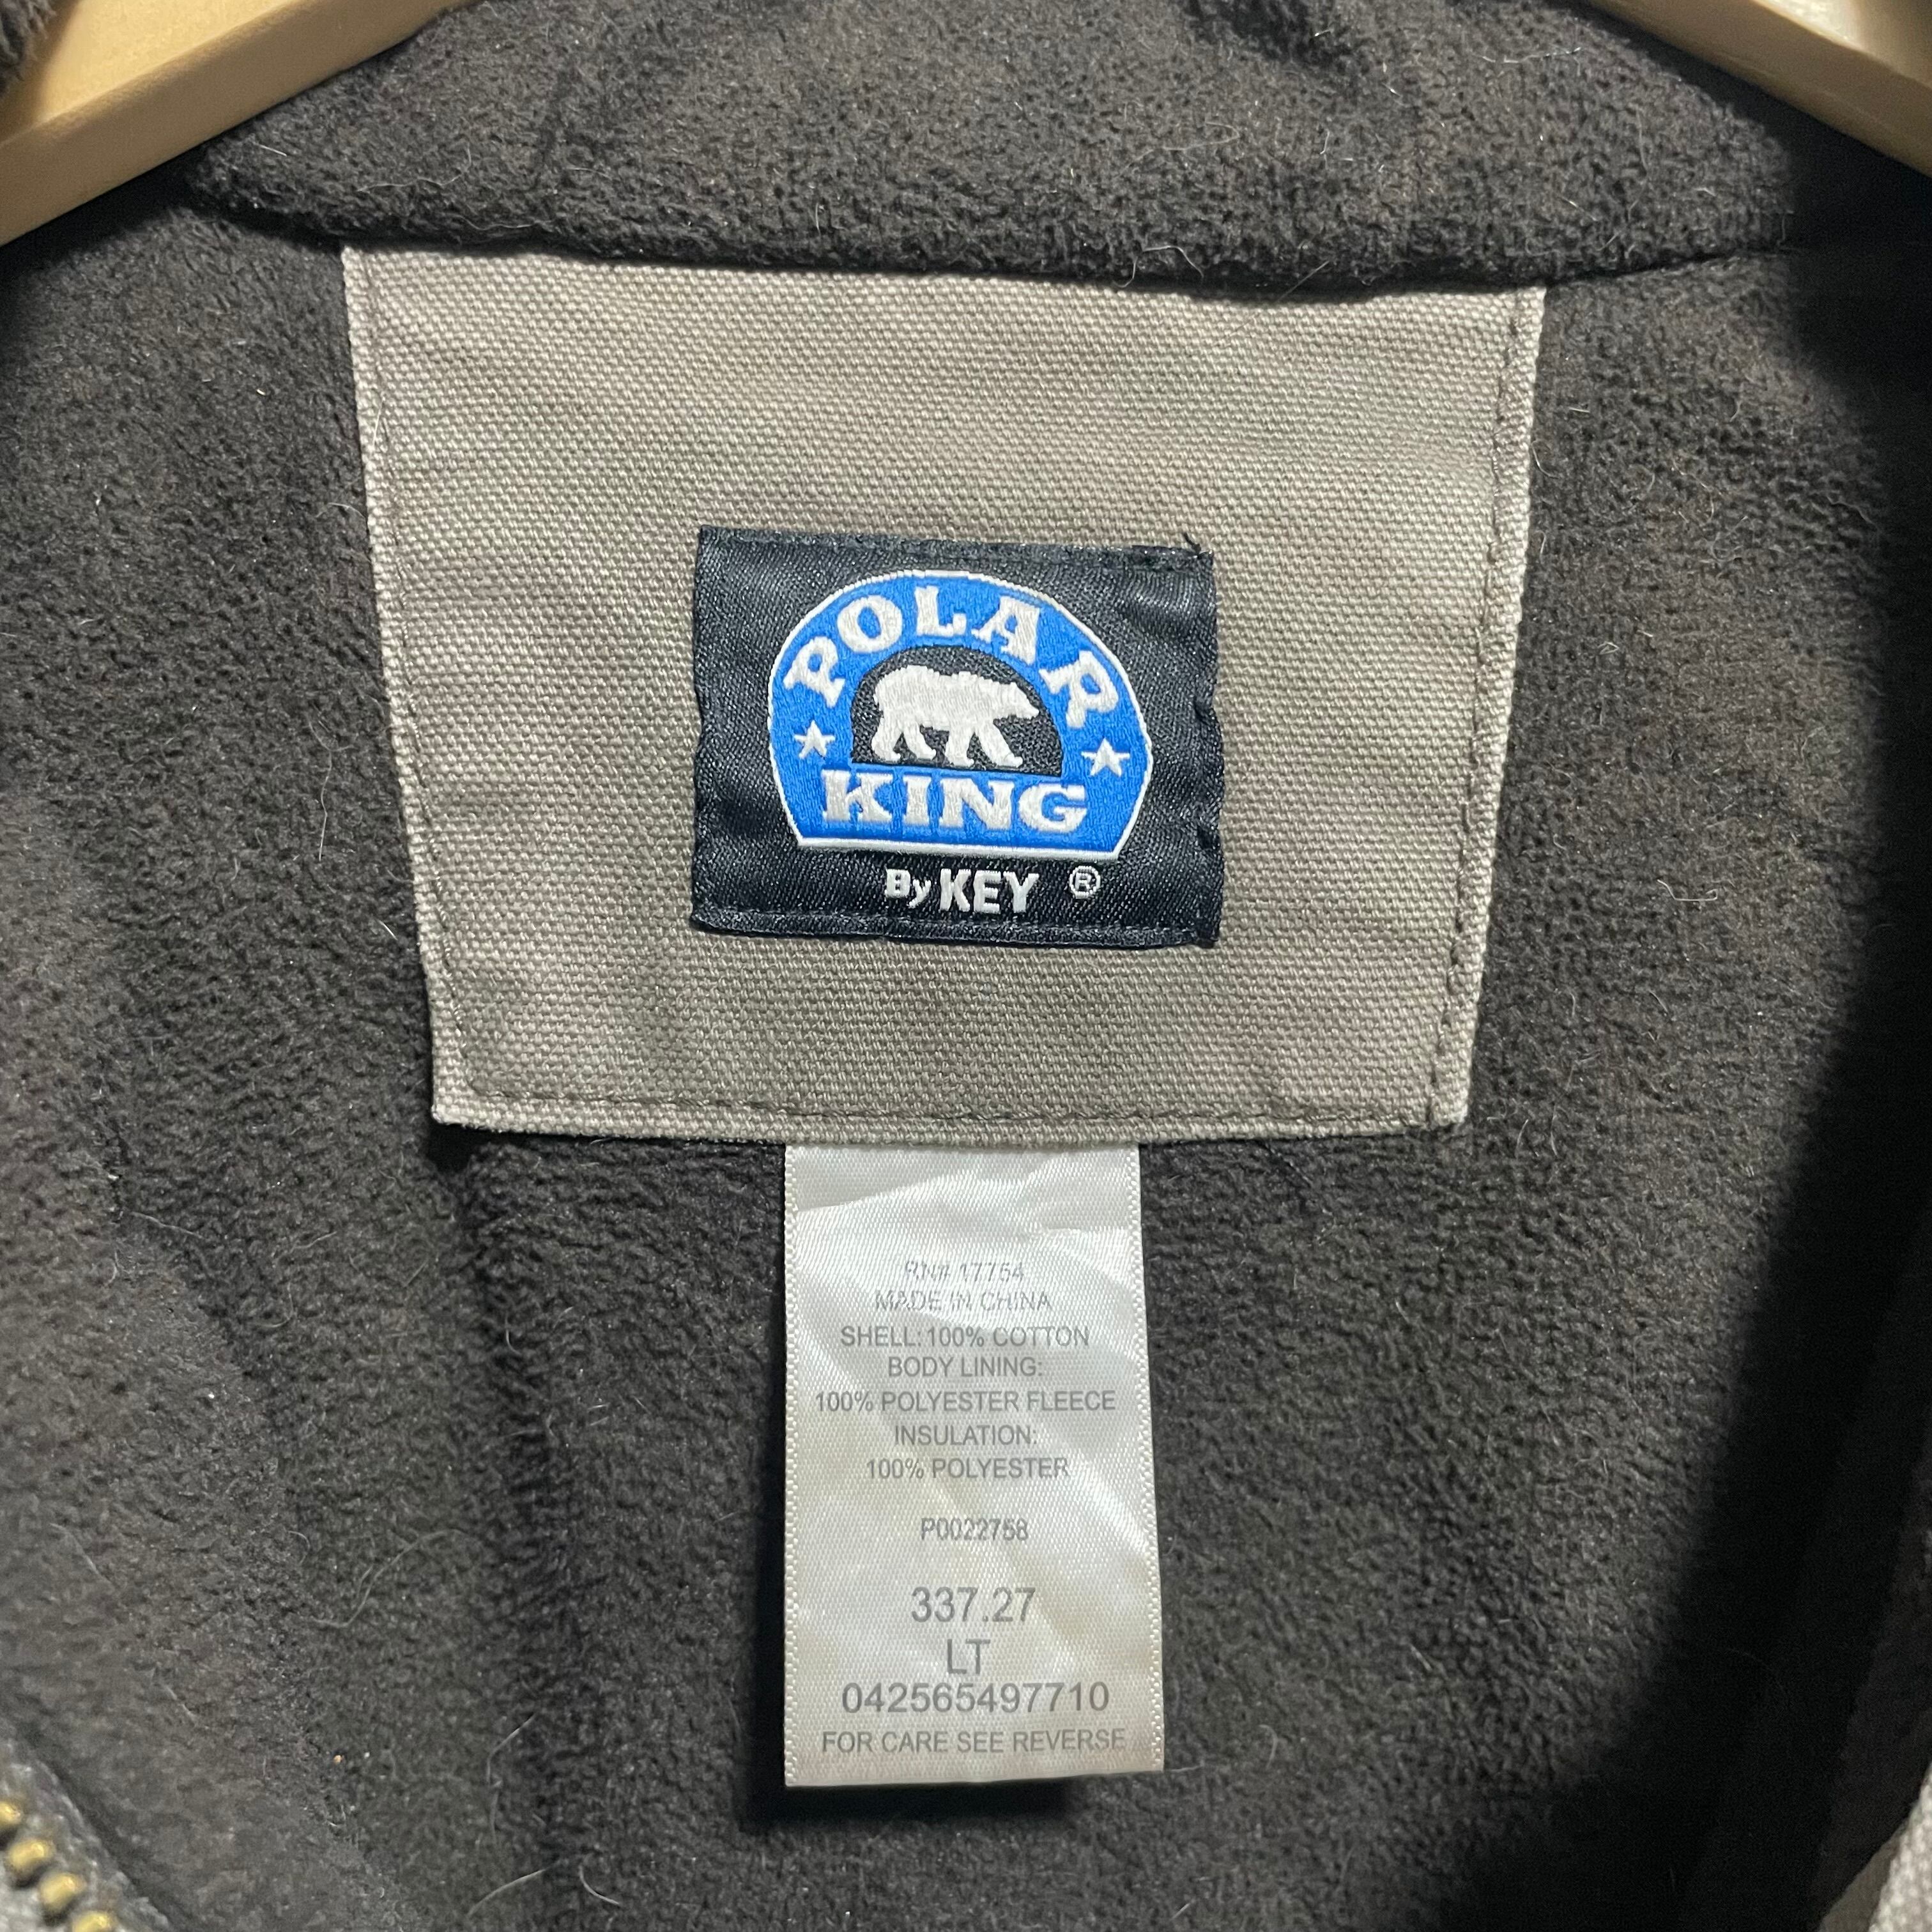 POLAR
KING
By KEY ®
RN# 17754
MADE IN CHINA
SHELL: 100% COTTON
BODY LINING:
100% POLYESTER FLEECE
INSULATION:
100% POLYESTER
P0022758
337.27
LT
042565497710
FOR CARE SEE REVERSE